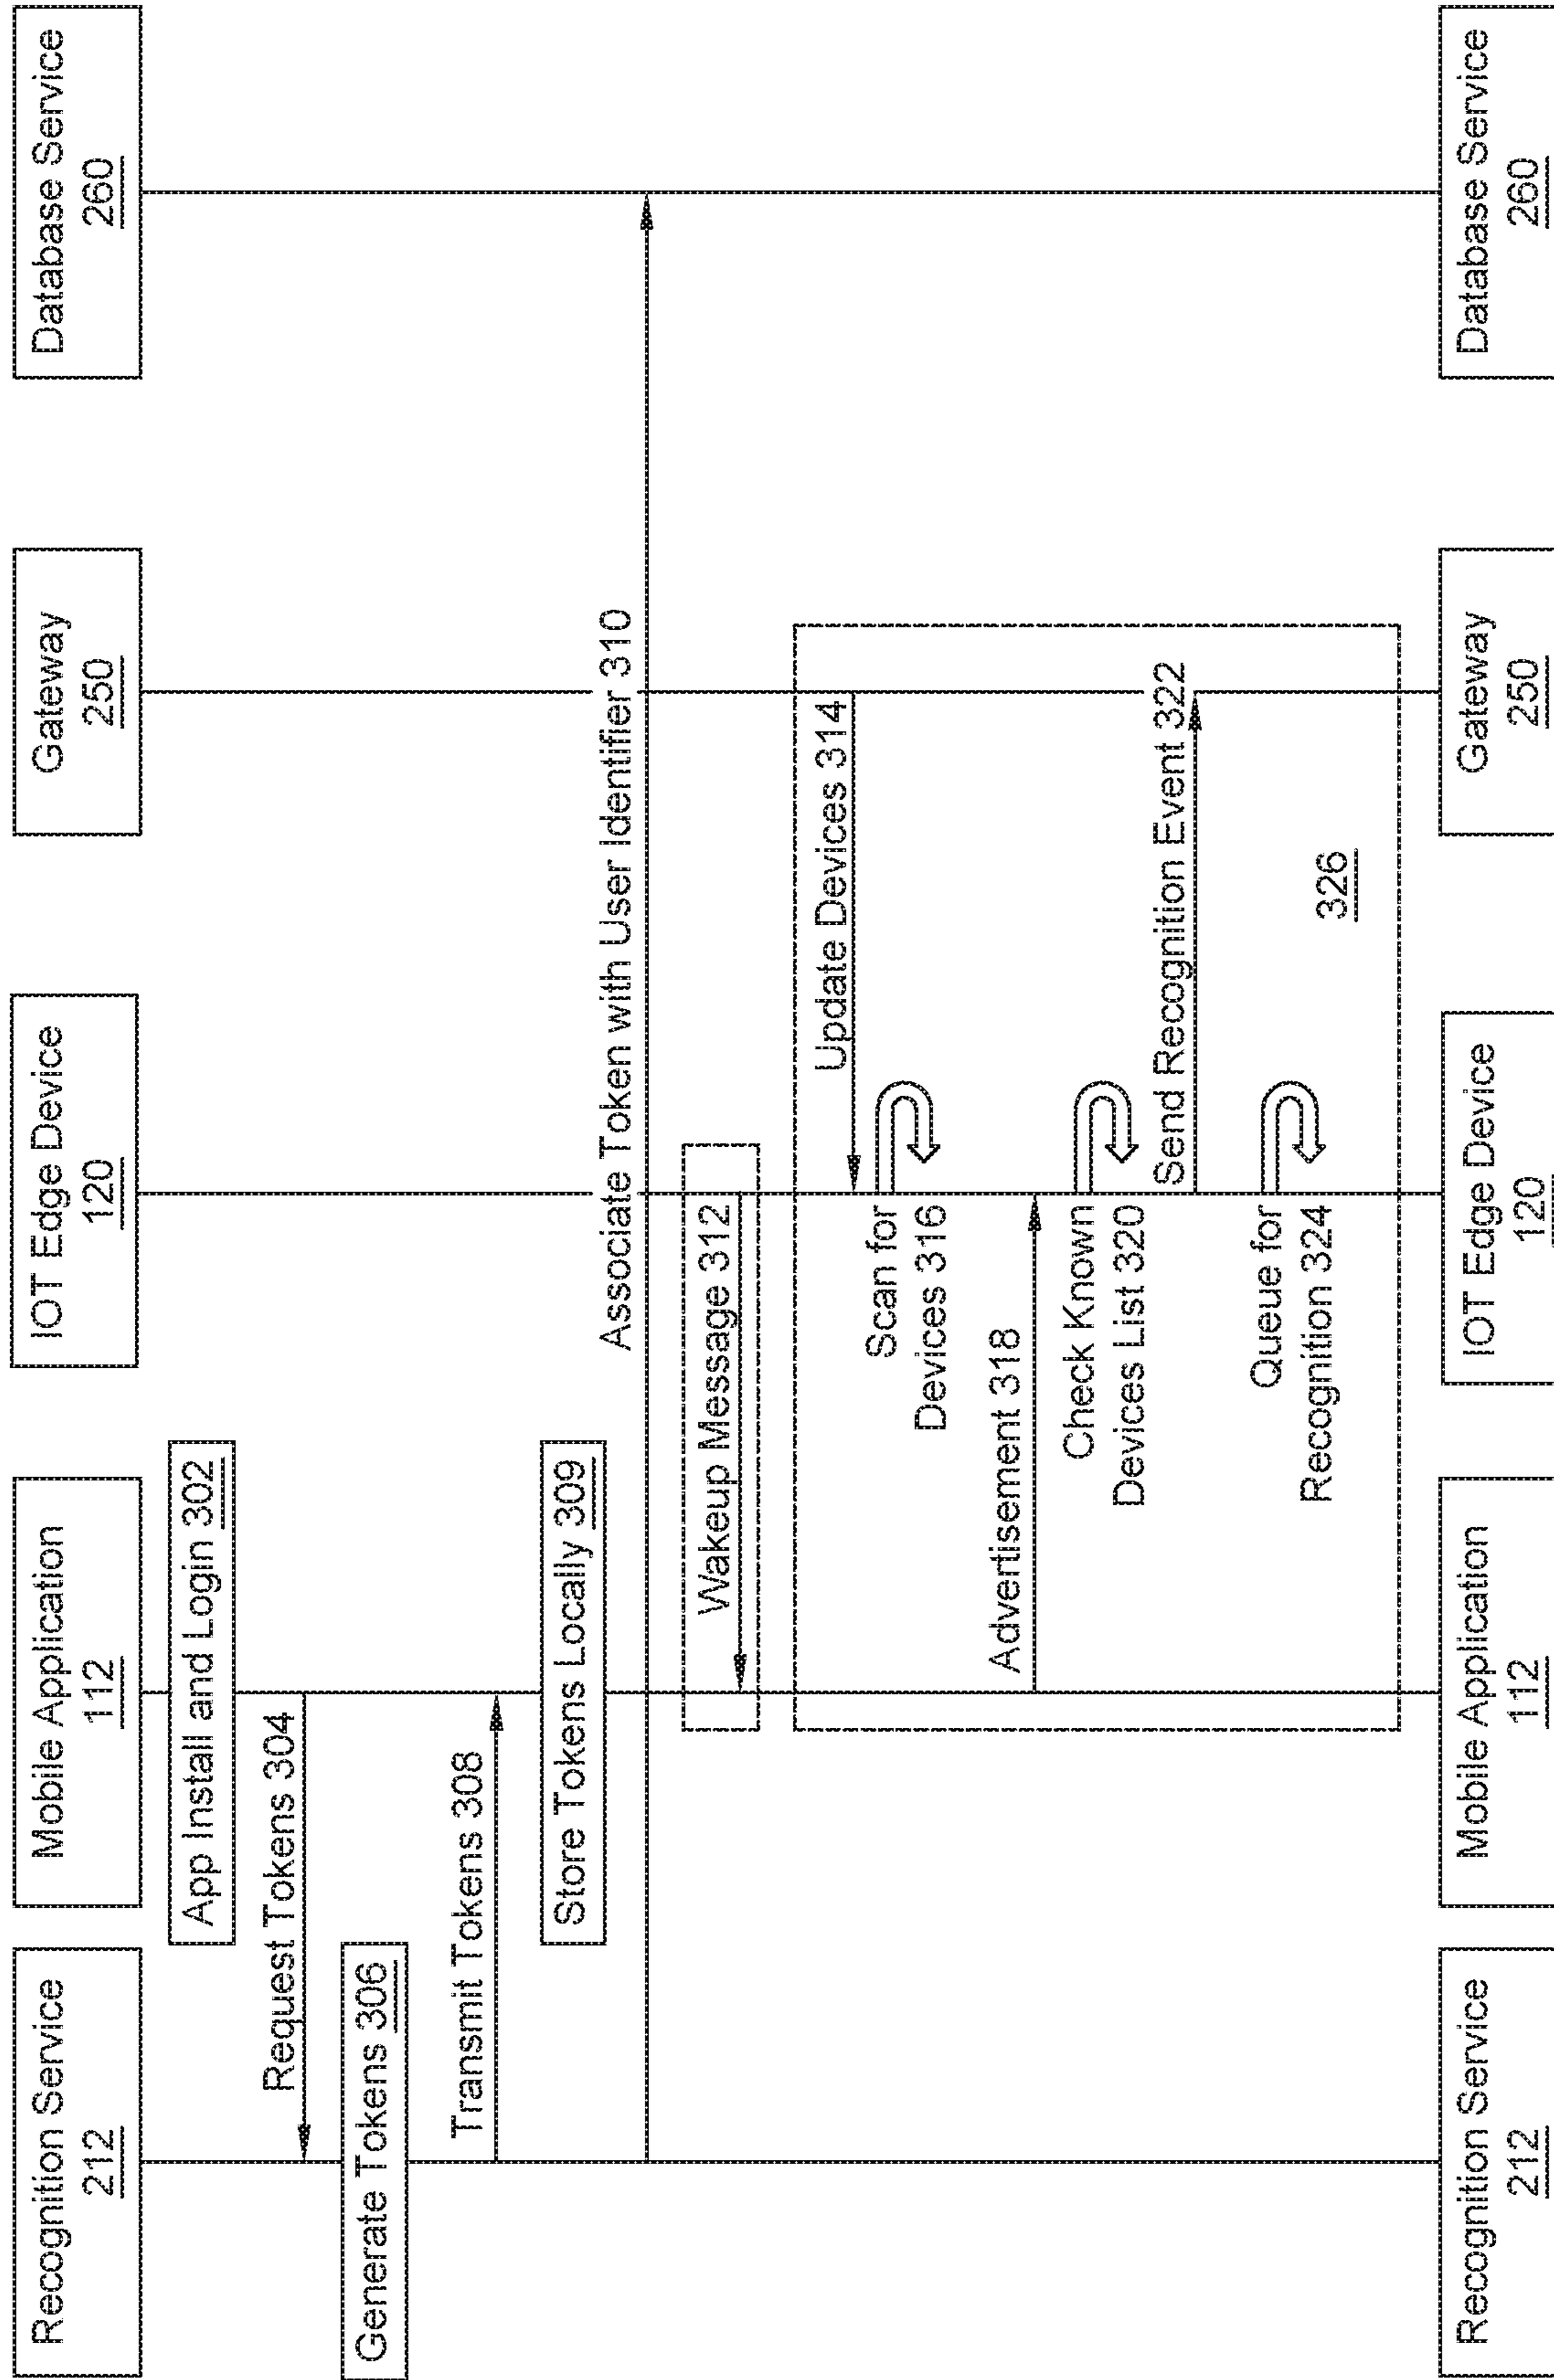 Recognition Service
212
Mobile Application
112
IOT Edge Device
120
Gateway
250
Database Service
260
App Install and Login 302
Request Tokens 304
Generate Tokens 306
Transmit Tokens 308
Store Tokens Locally 309
Associate Token with User Identifier 310
Wakeup Message 312
Update Devices 314
Scan for
Devices 316
Advertisement 318
Check Known
Devices List 320
Send Recognition Event 322
Queue for
Recognition 324
326
Recognition Service
212
Mobile Application
112
IOT Edge Device
120
Gateway
250
Database Service
260